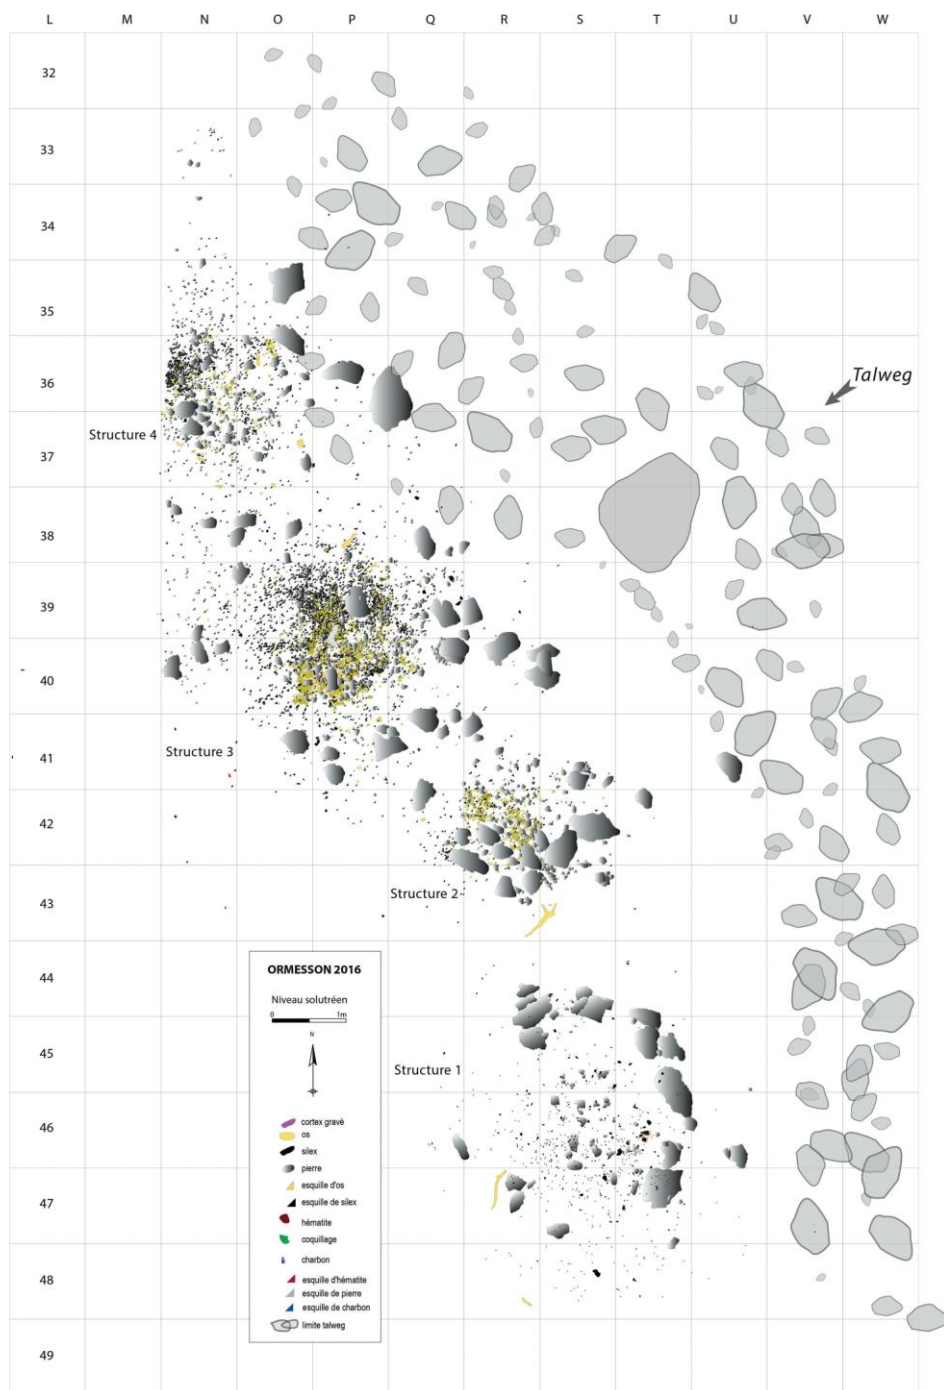 L M N O P Q R S T U V W
32
33
34
35
36
Talweg
Structure 4
37
38
39
40
Structure 3
41
42
Structure 2
43
44
ORMESSON 2016
Niveau solutréen
0 1m
N
45
Structure 1
46
cortex gravé
os
silex
pierre
esquille d'os
esquille de silex
47
hématite
coquillage
charbon
48
esquille d'hématite
esquille de pierre
esquille de charbon
limite talweg
49